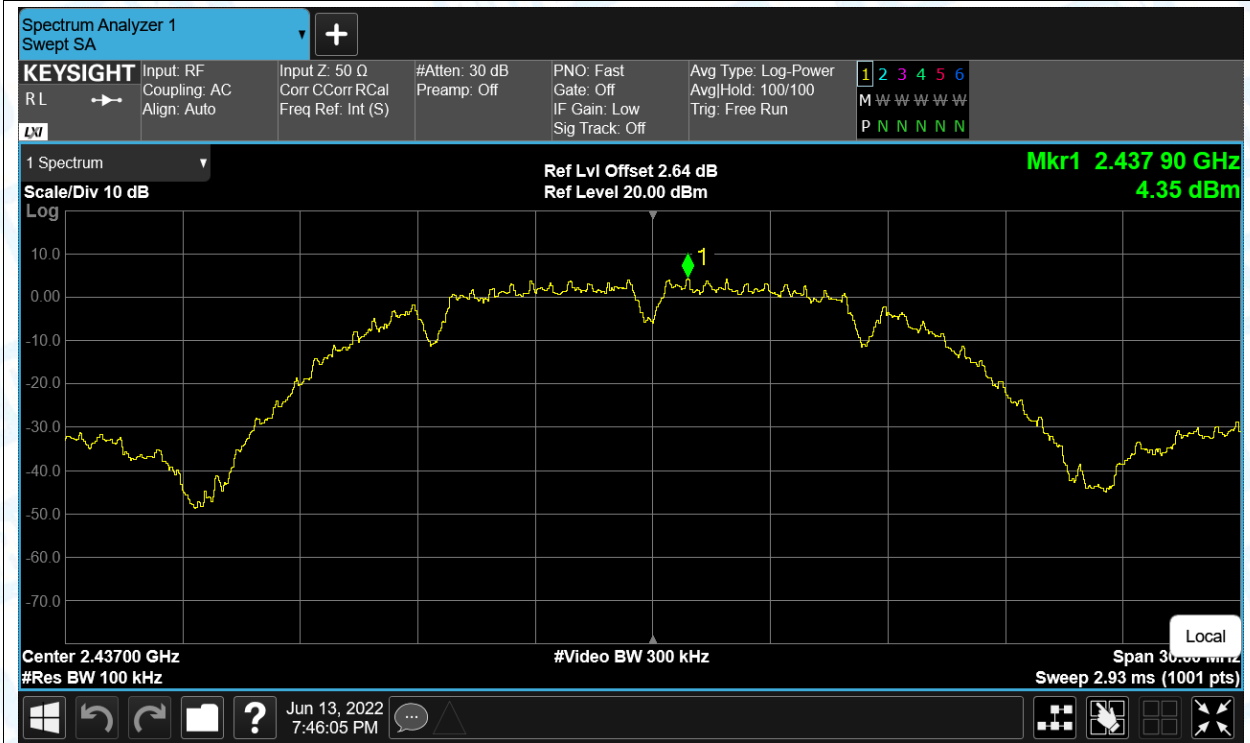 Spectrum Analyzer 1
Swept SA
KEYSIGHT
R L
LXI
Input: RF
Coupling: AC
Align: Auto
Input Z: 50 Ω
Corr CCorr RCal
Freq Ref: Int (S)
#Atten: 30 dB
Preamp: Off
PNO: Fast
Gate: Off
IF Gain: Low
Sig Track: Off
Avg Type: Log-Power
Avg|Hold: 100/100
Trig: Free Run
1 2 3 4 5 6
M W W W W W
P N N N N N
1 Spectrum
Scale/Div 10 dB
Ref Lvl Offset 2.64 dB
Ref Level 20.00 dBm
Mkr1 2.437 90 GHz
4.35 dBm
Log
10.0
0.00
-10.0
-20.0
-30.0
-40.0
-50.0
-60.0
-70.0
1
Local
Center 2.43700 GHz
#Video BW 300 kHz
Span 30.00 MHz
#Res BW 100 kHz
Sweep 2.93 ms (1001 pts)
?
Jun 13, 2022
7:46:05 PM